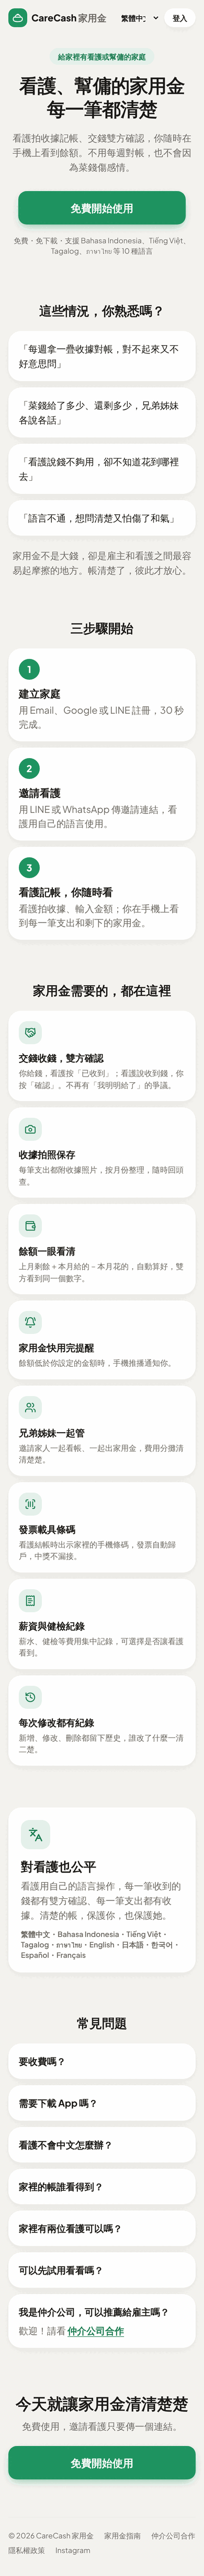 CareCash 家用金
繁體中文
登入
給家裡有看護或幫傭的家庭
看護、幫傭的家用金
每一筆都清楚
看護拍收據記帳、交錢雙方確認，你隨時在
手機上看到餘額。不用每週對帳，也不會因
為菜錢傷感情。
免費開始使用
免費・免下載・支援 Bahasa Indonesia、Tiếng Việt、
Tagalog、ภาษาไทย 等 10 種語言
這些情況，你熟悉嗎？
「每週拿一疊收據對帳，對不起來又不
好意思問」
「菜錢給了多少、還剩多少，兄弟姊妹
各說各話」
「看護說錢不夠用，卻不知道花到哪裡
去」
「語言不通，想問清楚又怕傷了和氣」
家用金不是大錢，卻是雇主和看護之間最容
易起摩擦的地方。帳清楚了，彼此才放心。
三步驟開始
1
建立家庭
用 Email、Google 或 LINE 註冊，30 秒
完成。
2
邀請看護
用 LINE 或 WhatsApp 傳邀請連結，看
護用自己的語言使用。
3
看護記帳，你隨時看
看護拍收據、輸入金額；你在手機上看
到每一筆支出和剩下的家用金。
家用金需要的，都在這裡
交錢收錢，雙方確認
你給錢，看護按「已收到」；看護說收到錢，你
按「確認」。不再有「我明明給了」的爭議。
收據拍照保存
每筆支出都附收據照片，按月份整理，隨時回頭
查。
餘額一眼看清
上月剩餘＋本月給的－本月花的，自動算好，雙
方看到同一個數字。
家用金快用完提醒
餘額低於你設定的金額時，手機推播通知你。
兄弟姊妹一起管
邀請家人一起看帳、一起出家用金，費用分攤清
清楚楚。
發票載具條碼
看護結帳時出示家裡的手機條碼，發票自動歸
戶，中獎不漏接。
薪資與健檢紀錄
薪水、健檢等費用集中記錄，可選擇是否讓看護
看到。
每次修改都有紀錄
新增、修改、刪除都留下歷史，誰改了什麼一清
二楚。
對看護也公平
看護用自己的語言操作，每一筆收到的
錢都有雙方確認、每一筆支出都有收
據。清楚的帳，保護你，也保護她。
繁體中文・Bahasa Indonesia・Tiếng Việt・
Tagalog・ภาษาไทย・English・日本語・한국어・
Español・Français
常見問題
要收費嗎？
需要下載 App 嗎？
看護不會中文怎麼辦？
家裡的帳誰看得到？
家裡有兩位看護可以嗎？
可以先試用看看嗎？
我是仲介公司，可以推薦給雇主嗎？
歡迎！請看 仲介公司合作
今天就讓家用金清清楚楚
免費使用，邀請看護只要傳一個連結。
免費開始使用
© 2026 CareCash 家用金 家用金指南 仲介公司合作
隱私權政策 Instagram